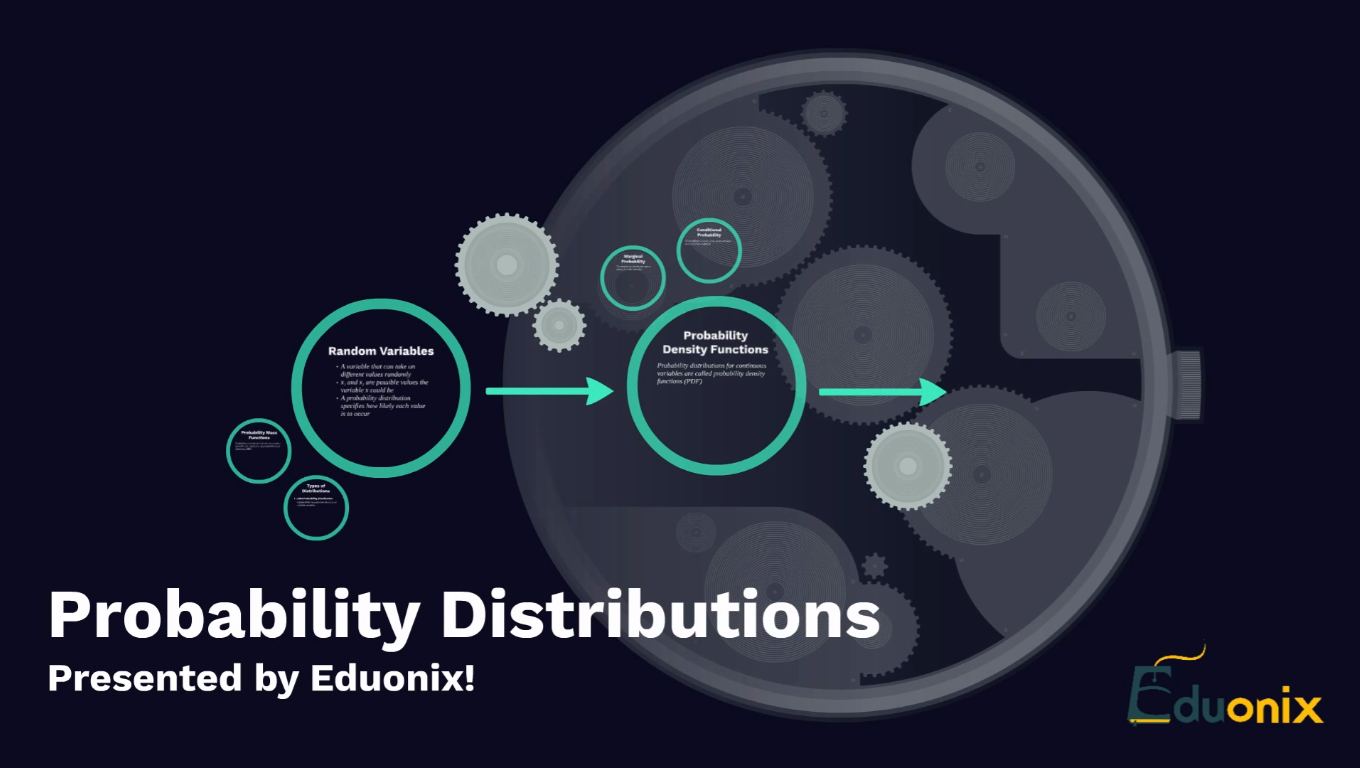 Conditional
Probability
Marginal
Probability
Probability
Density Functions
Probability distributions for continuous
variables are called probability density
functions (PDF)
Random Variables
• A variable that can take on
different values randomly
• x₁ and x₂ are possible values the
variable x could be
• A probability distribution
specifies how likely each value
is to occur
Probability Mass
Functions
Types of
Distributions
Probability Distributions
Presented by Eduonix!
Eduonix